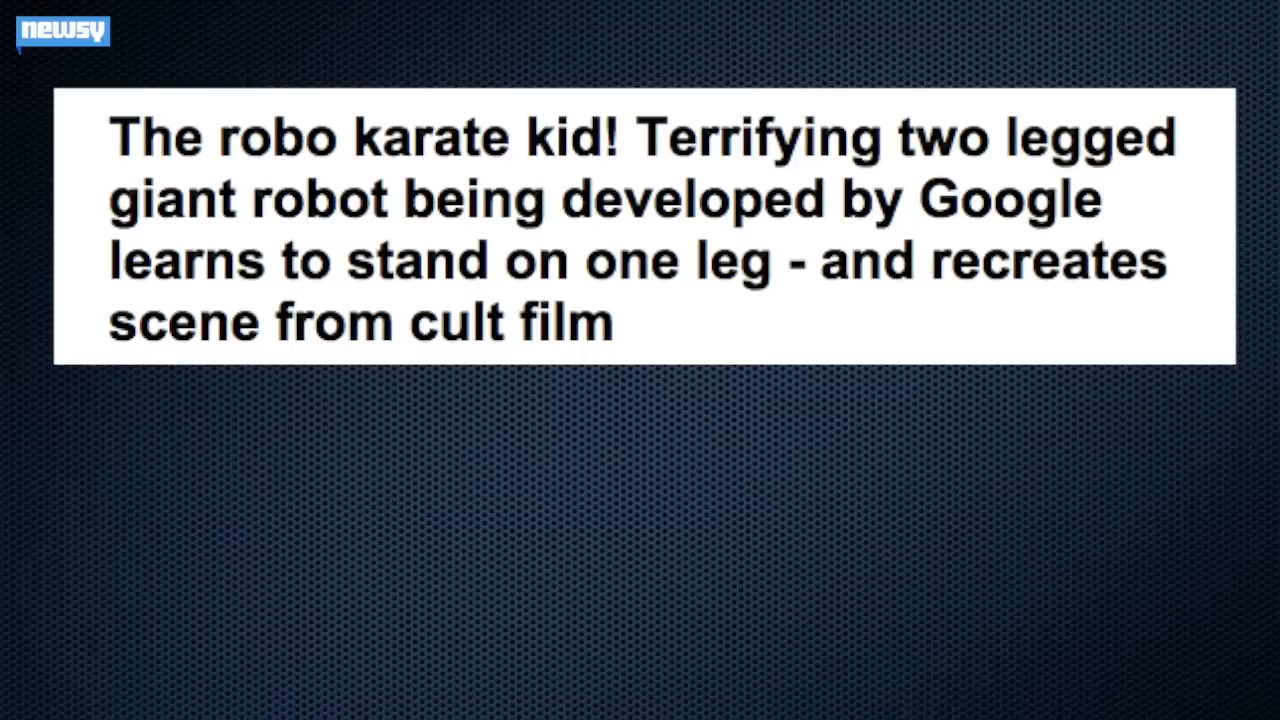 newsy
The robo karate kid! Terrifying two legged
giant robot being developed by Google
learns to stand on one leg - and recreates
scene from cult film